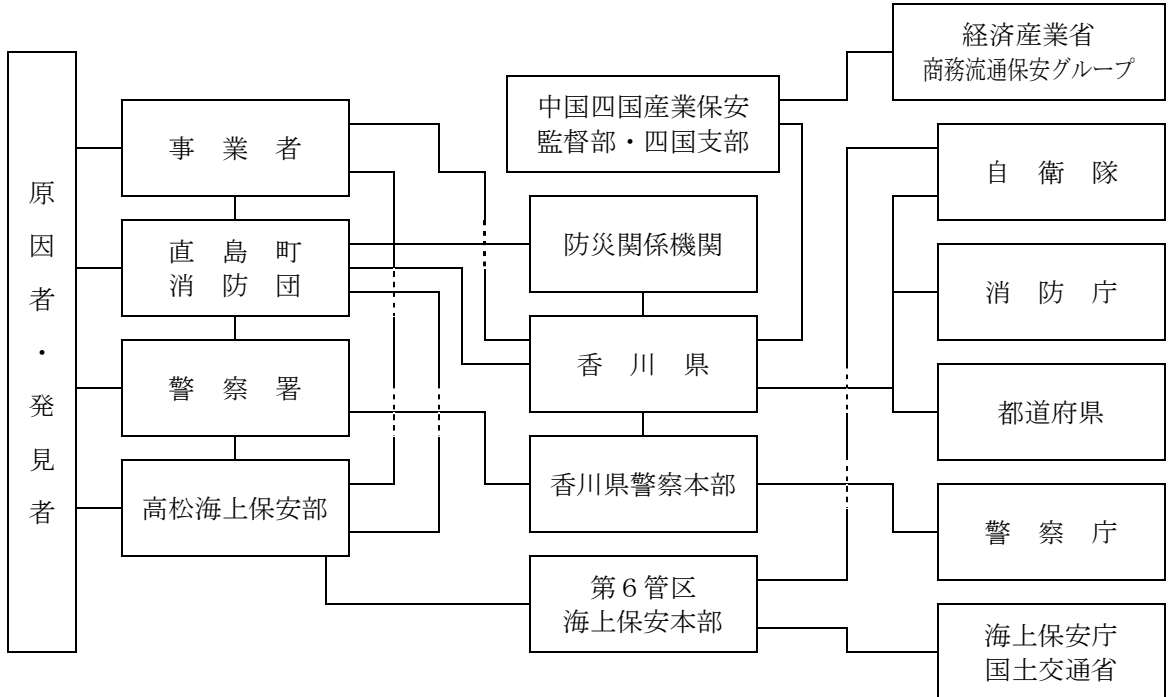 原因者・発見者
事業者
直島町
消防団
警察署
高松海上保安部
中国四国産業保安
監督部・四国支部
防災関係機関
香川県
香川県警察本部
第6管区
海上保安本部
経済産業省
商務流通保安グループ
自衛隊
消防庁
都道府県
警察庁
海上保安庁
国土交通省